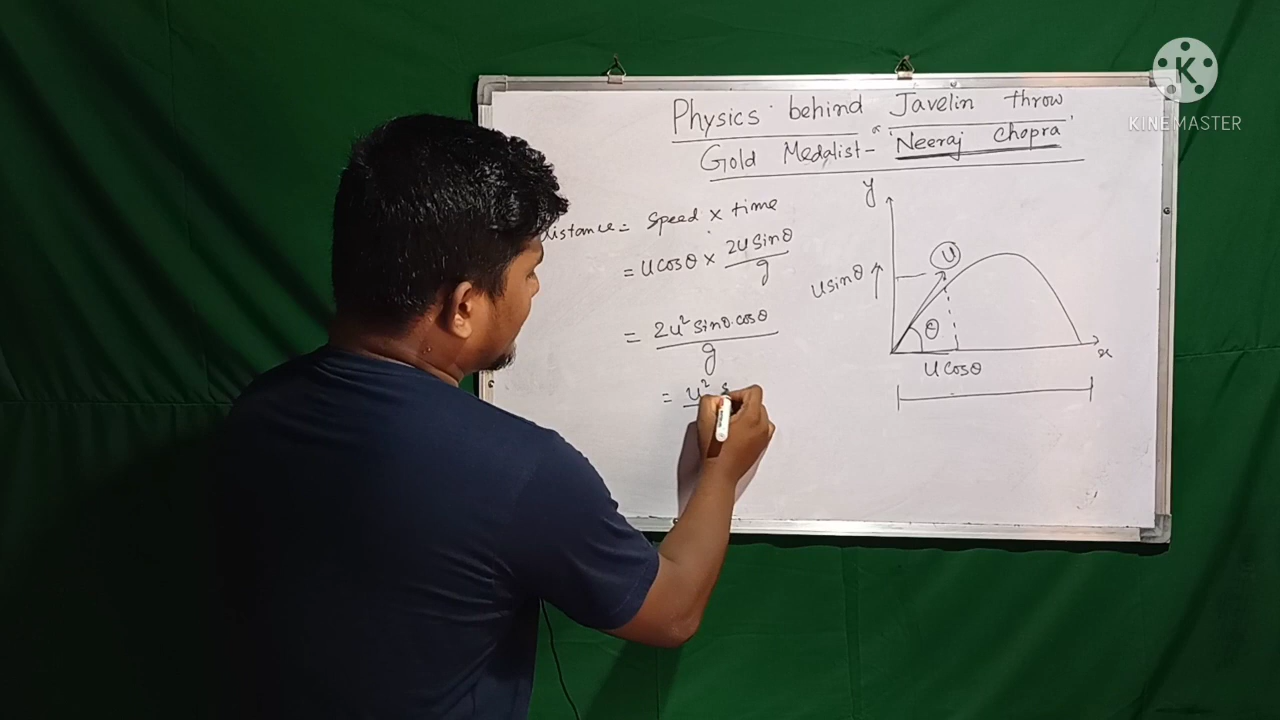 K
KINEMASTER
Physics behind Javelin throw
Gold Medalist - Neeraj Chopra
distance = Speed × time
= u cosθ × 2u sinθ / g
= 2u² sinθ.cosθ / g
= u² s
y
u
u sinθ
θ
x
u cosθ